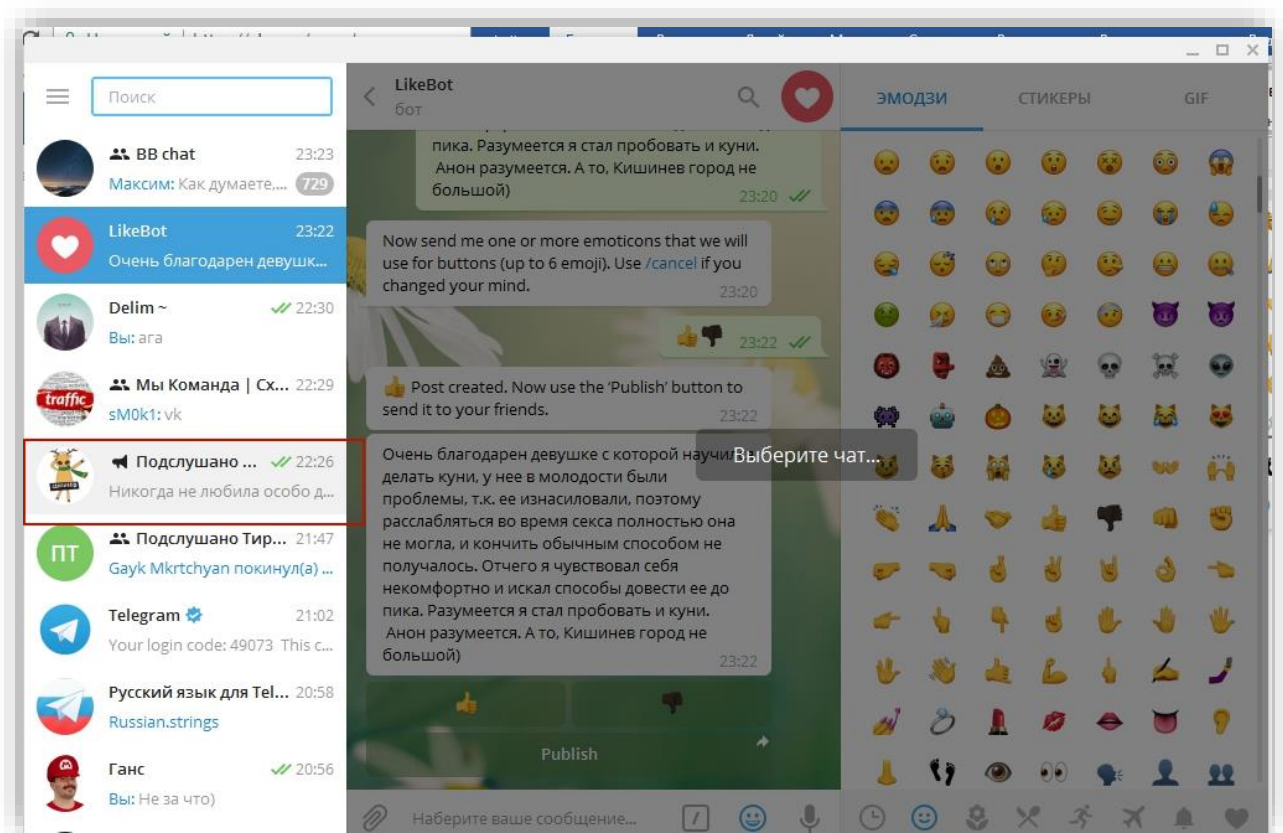 Поиск
BB chat 23:23
Максим: Как думаете,... 729
LikeBot 23:22
Очень благодарен девушк...
Delim ~ 22:30
Вы: ага
Мы Команда | Сх... 22:29
traffic
sM0k1: vk
Подслушано ... 22:26
Никогда не любила особо д...
ПТ
Подслушано Тир... 21:47
Gayk Mkrtchyan покинул(а) ...
Telegram 21:02
Your login code: 49073 This c...
Русский язык для Tel... 20:58
Russian.strings
Ганс 20:56
Вы: Не за что)
LikeBot
бот
пика. Разумеется я стал пробовать и куни.
Анон разумеется. А то, Кишинев город не
большой)
23:20
Now send me one or more emoticons that we will
use for buttons (up to 6 emoji). Use /cancel if you
changed your mind.
23:20
👍👎 23:22
👍 Post created. Now use the ‘Publish’ button to
send it to your friends.
23:22
Очень благодарен девушке с которой научил
делать куни, у нее в молодости были
проблемы, т.к. ее изнасиловали, поэтому
расслабляться во время секса полностью она
не могла, и кончить обычным способом не
получалось. Отчего я чувствовал себя
некомфортно и искал способы довести ее до
пика. Разумеется я стал пробовать и куни.
Анон разумеется. А то, Кишинев город не
большой)
23:22
Publish
Наберите ваше сообщение...
Выберите чат...
ЭМОДЗИ СТИКЕРЫ GIF